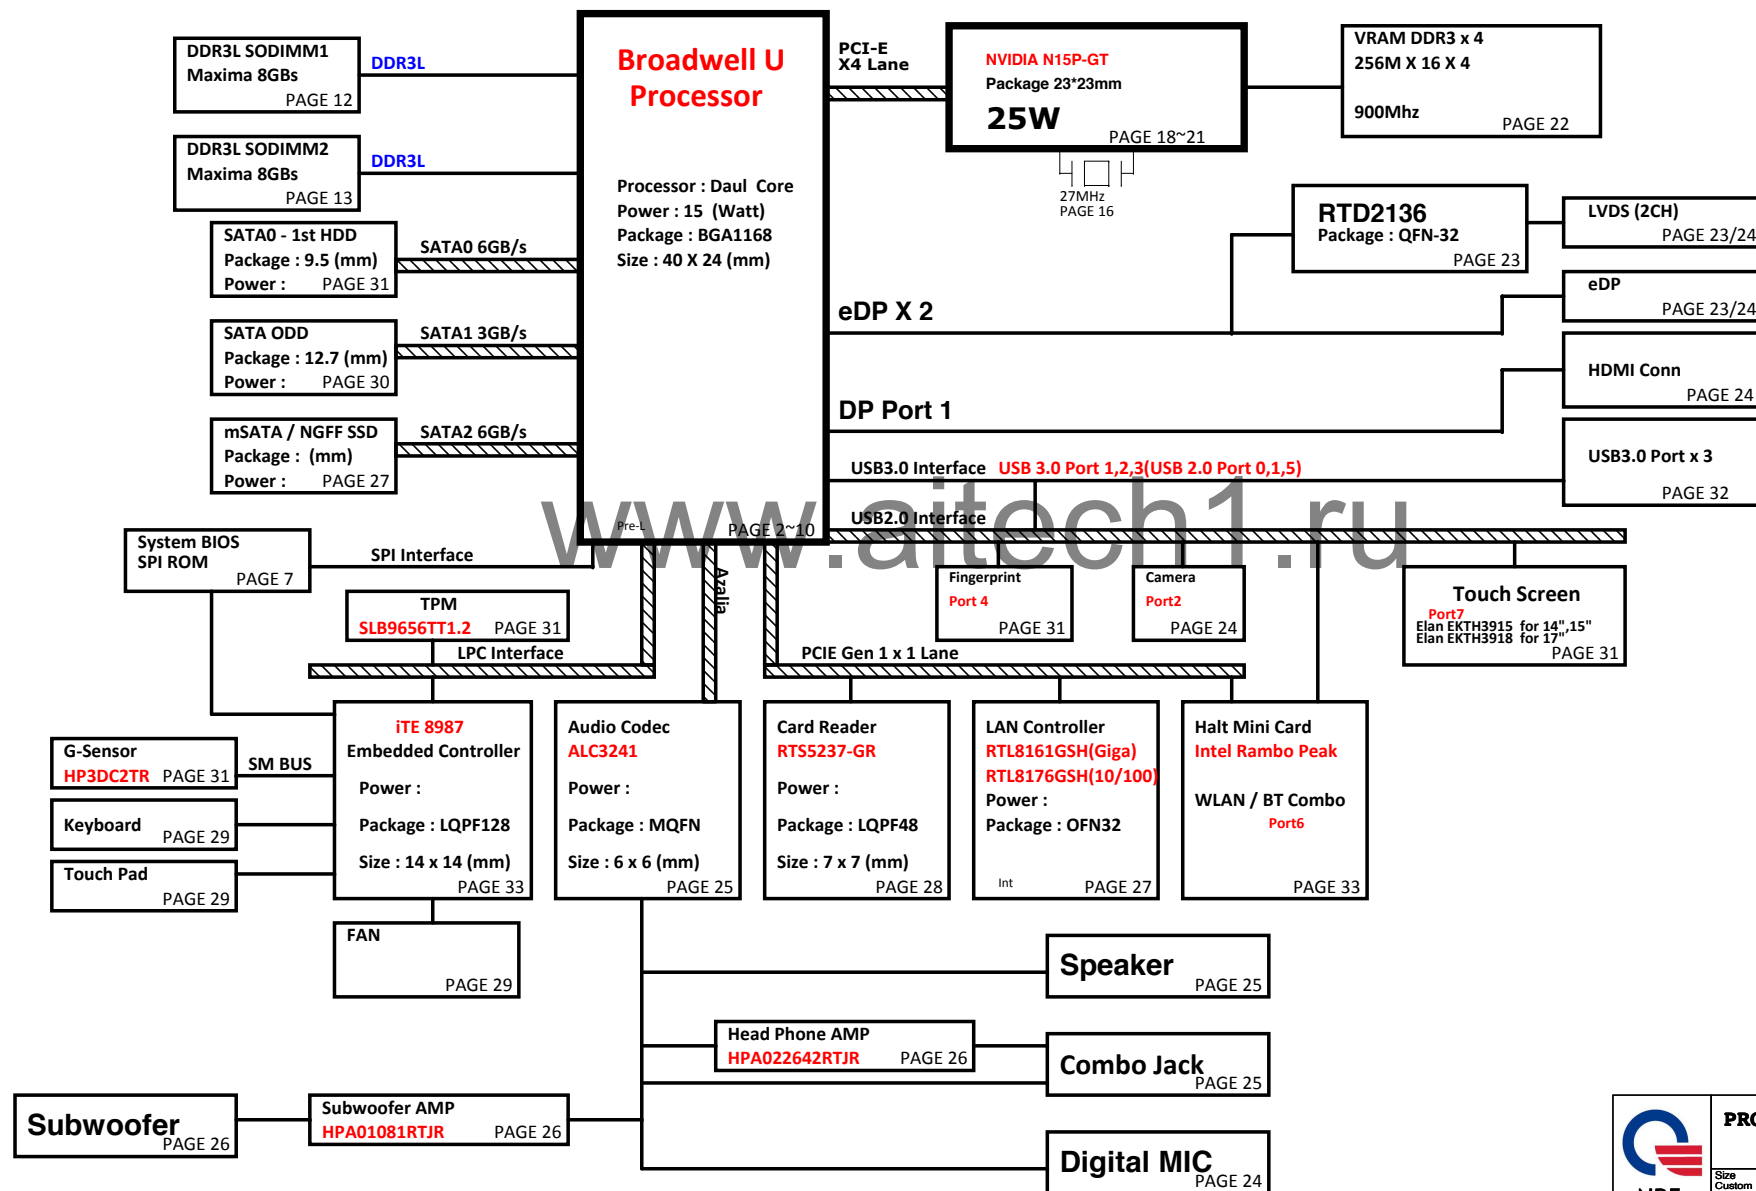 DDR3L SODIMM1
Maxima 8GBs
PAGE 12
DDR3L
DDR3L SODIMM2
Maxima 8GBs
PAGE 13
DDR3L
SATA0 - 1st HDD
Package : 9.5 (mm)
Power : PAGE 31
SATA0 6GB/s
SATA ODD
Package : 12.7 (mm)
Power : PAGE 30
SATA1 3GB/s
mSATA / NGFF SSD
Package : (mm)
Power : PAGE 27
SATA2 6GB/s
Broadwell U
Processor
Processor : Daul Core
Power : 15 (Watt)
Package : BGA1168
Size : 40 X 24 (mm)
Pre-L
PAGE 2~10
PCI-E
X4 Lane
NVIDIA N15P-GT
Package 23*23mm
25W
PAGE 18~21
27MHz
PAGE 16
VRAM DDR3 x 4
256M X 16 X 4
900Mhz
PAGE 22
RTD2136
Package : QFN-32
PAGE 23
LVDS (2CH)
PAGE 23/24
eDP X 2
eDP
PAGE 23/24
DP Port 1
HDMI Conn
PAGE 24
USB3.0 Interface USB 3.0 Port 1,2,3(USB 2.0 Port 0,1,5)
USB3.0 Port x 3
PAGE 32
USB2.0 Interface
www.aitech1.ru
System BIOS
SPI ROM
PAGE 7
SPI Interface
TPM
SLB9656TT1.2 PAGE 31
LPC Interface
Azalia
PCIE Gen 1 x 1 Lane
Fingerprint
Port 4
PAGE 31
Camera
Port2
PAGE 24
Touch Screen
Port7
Elan EKTH3915 for 14",15"
Elan EKTH3918 for 17"
PAGE 31
G-Sensor
HP3DC2TR PAGE 31
SM BUS
Keyboard
PAGE 29
Touch Pad
PAGE 29
iTE 8987
Embedded Controller
Power :
Package : LQPF128
Size : 14 x 14 (mm)
PAGE 33
Audio Codec
ALC3241
Power :
Package : MQFN
Size : 6 x 6 (mm)
PAGE 25
Card Reader
RTS5237-GR
Power :
Package : LQPF48
Size : 7 x 7 (mm)
PAGE 28
LAN Controller
RTL8161GSH(Giga)
RTL8176GSH(10/100)
Power :
Package : OFN32
Int
PAGE 27
Halt Mini Card
Intel Rambo Peak
WLAN / BT Combo
Port6
PAGE 33
FAN
PAGE 29
Speaker
PAGE 25
Head Phone AMP
HPA022642RTJR PAGE 26
Combo Jack
PAGE 25
Subwoofer
PAGE 26
Subwoofer AMP
HPA01081RTJR PAGE 26
Digital MIC
PAGE 24
Size
Custom